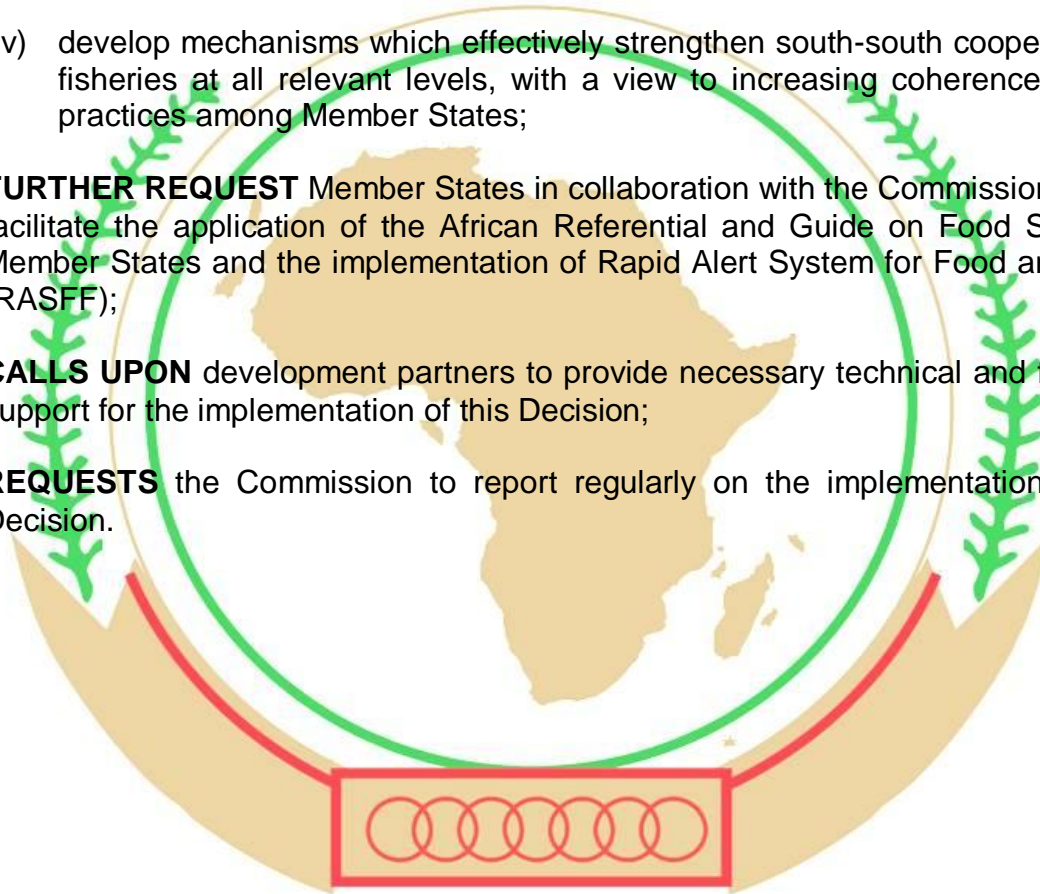 v) develop mechanisms which effectively strengthen south-south coope
fisheries at all relevant levels, with a view to increasing coherence
practices among Member States;
FURTHER REQUEST Member States in collaboration with the Commission
acilitate the application of the African Referential and Guide on Food S
Member States and the implementation of Rapid Alert System for Food an
RASFF);
CALLS UPON development partners to provide necessary technical and f
upport for the implementation of this Decision;
REQUESTS the Commission to report regularly on the implementation
Decision.